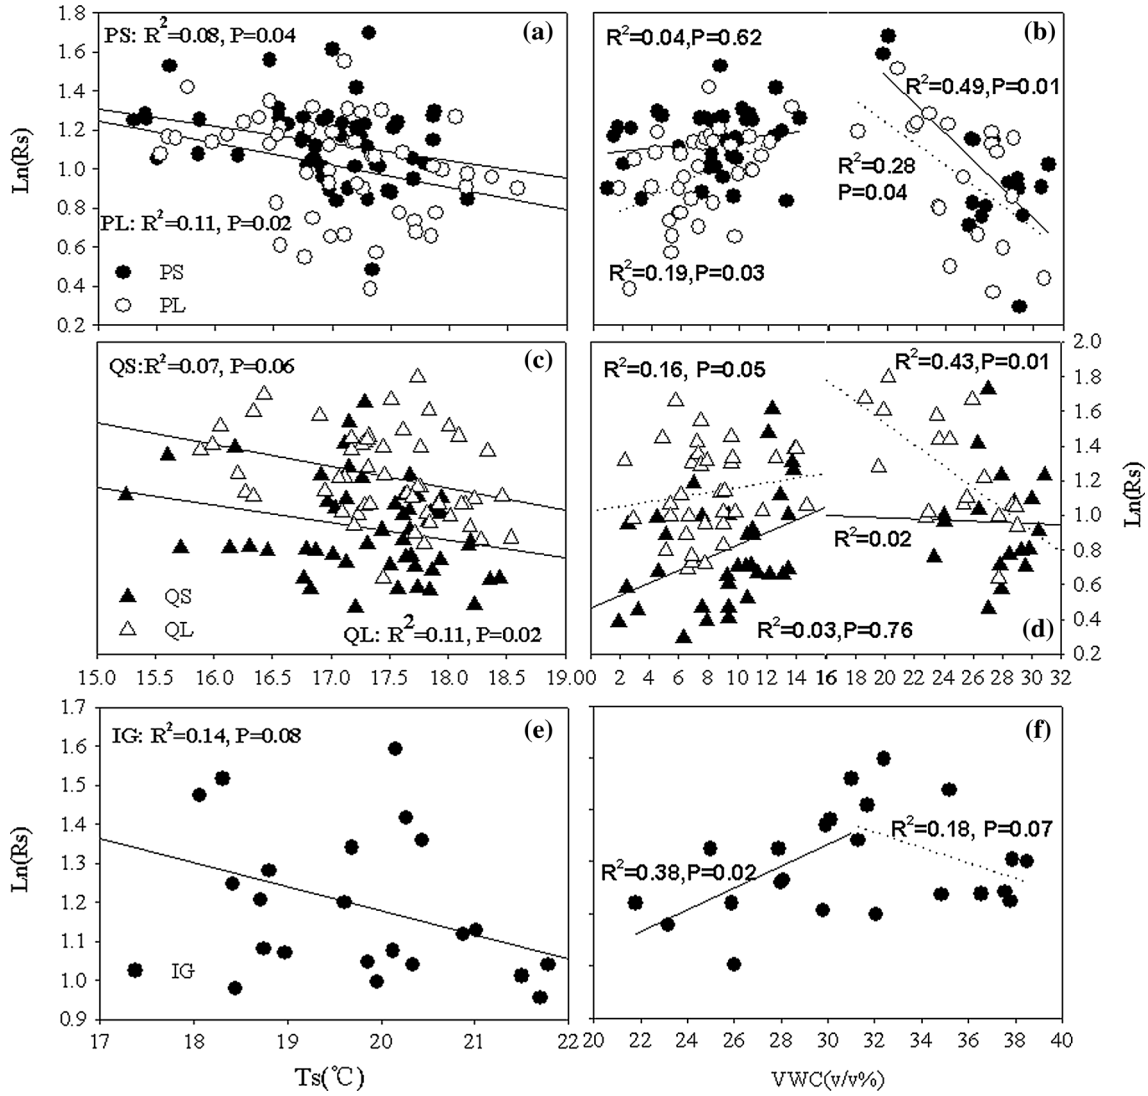 PS: R2=0.08, P=0.04
(a)
1.8
1.6
1.4
1.2
1.0
0.8
0.6
0.4
0.2
Ln(Rs)
PL: R2=0.11, P=0.02
PS
PL
R2=0.04,P=0.62
(b)
R2=0.49,P=0.01
R2=0.28
P=0.04
R2=0.19,P=0.03
QS:R2=0.07, P=0.06
(c)
QS
QL
QL: R2=0.11, P=0.02
15.0 15.5 16.0 16.5 17.0 17.5 18.0 18.5 19.0
R2=0.16, P=0.05
R2=0.43,P=0.01
R2=0.02
R2=0.03,P=0.76
(d)
2.0
1.8
1.6
1.4
1.2
1.0
0.8
0.6
0.4
0.2
Ln(Rs)
0 2 4 6 8 10 12 14 16 16 18 20 22 24 26 28 30 32
IG: R2=0.14, P=0.08
(e)
1.7
1.6
1.5
1.4
1.3
1.2
1.1
1.0
0.9
Ln(Rs)
IG
17 18 19 20 21 22
Ts(℃)
(f)
R2=0.18, P=0.07
R2=0.38,P=0.02
20 22 24 26 28 30 32 34 36 38 40
VWC(v/v%)